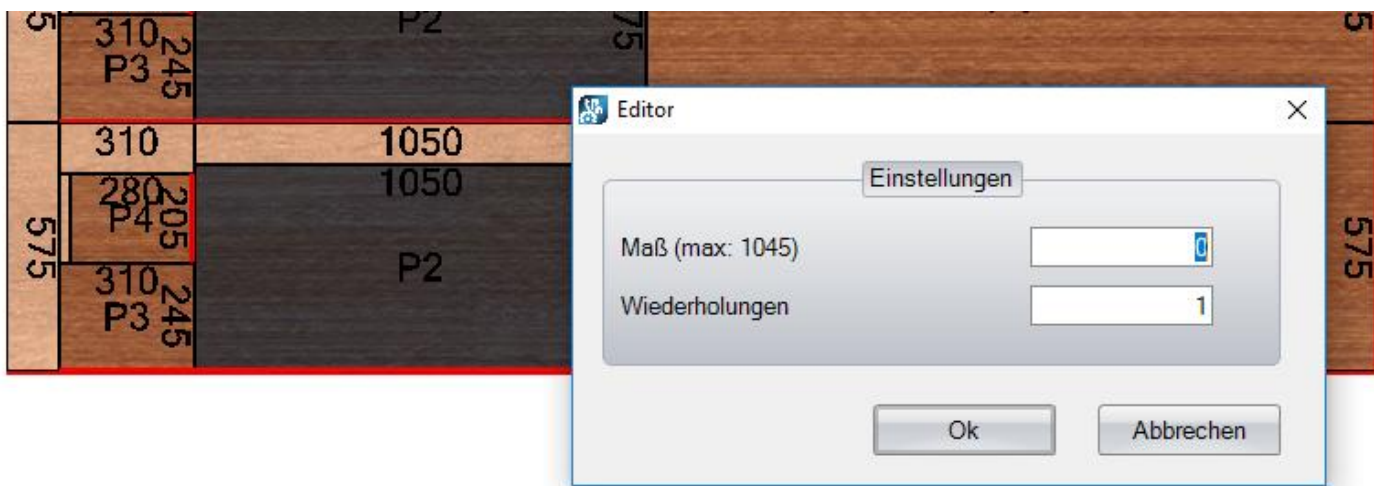 310
P3
245
P2
310
1050
1050
280
P4
205
575
P2
310
P3
245
Editor
Einstellungen
Maß (max: 1045)
0
Wiederholungen
1
Ok
Abbrechen
575